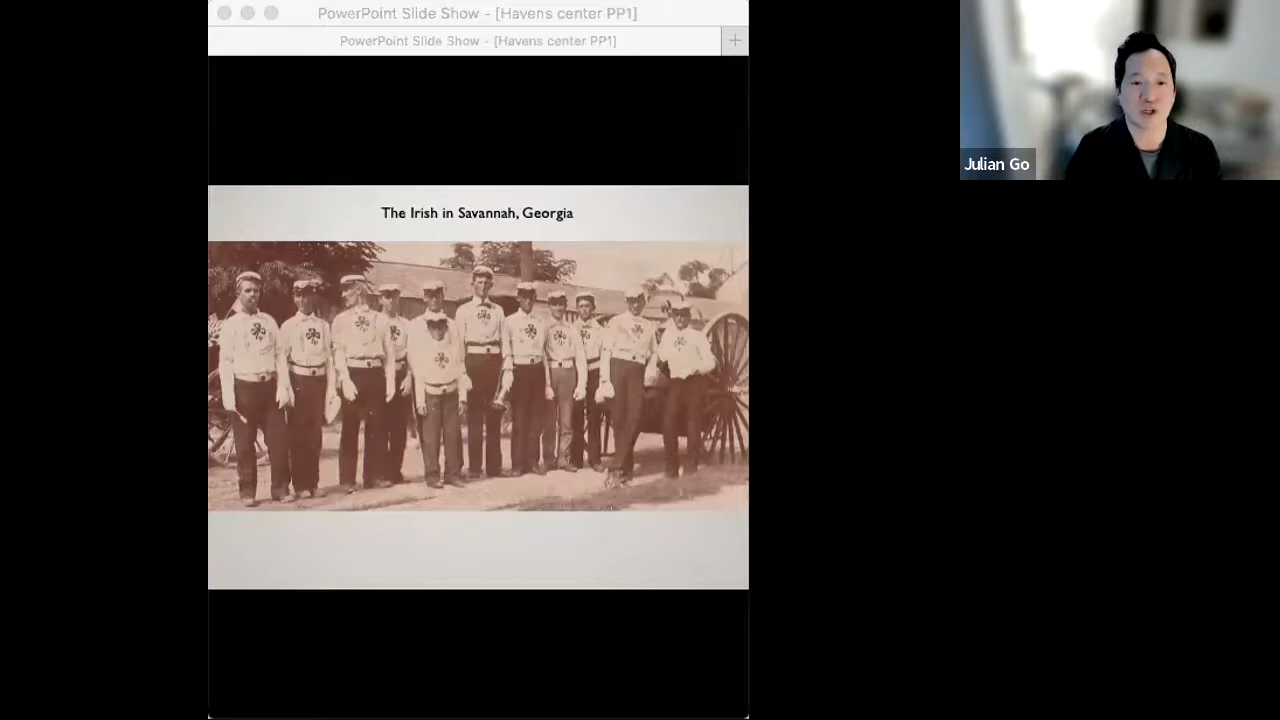 PowerPoint Slide Show - [Havens center PP1]
PowerPoint Slide Show - [Havens center PP1]
The Irish in Savannah, Georgia
Julian Go